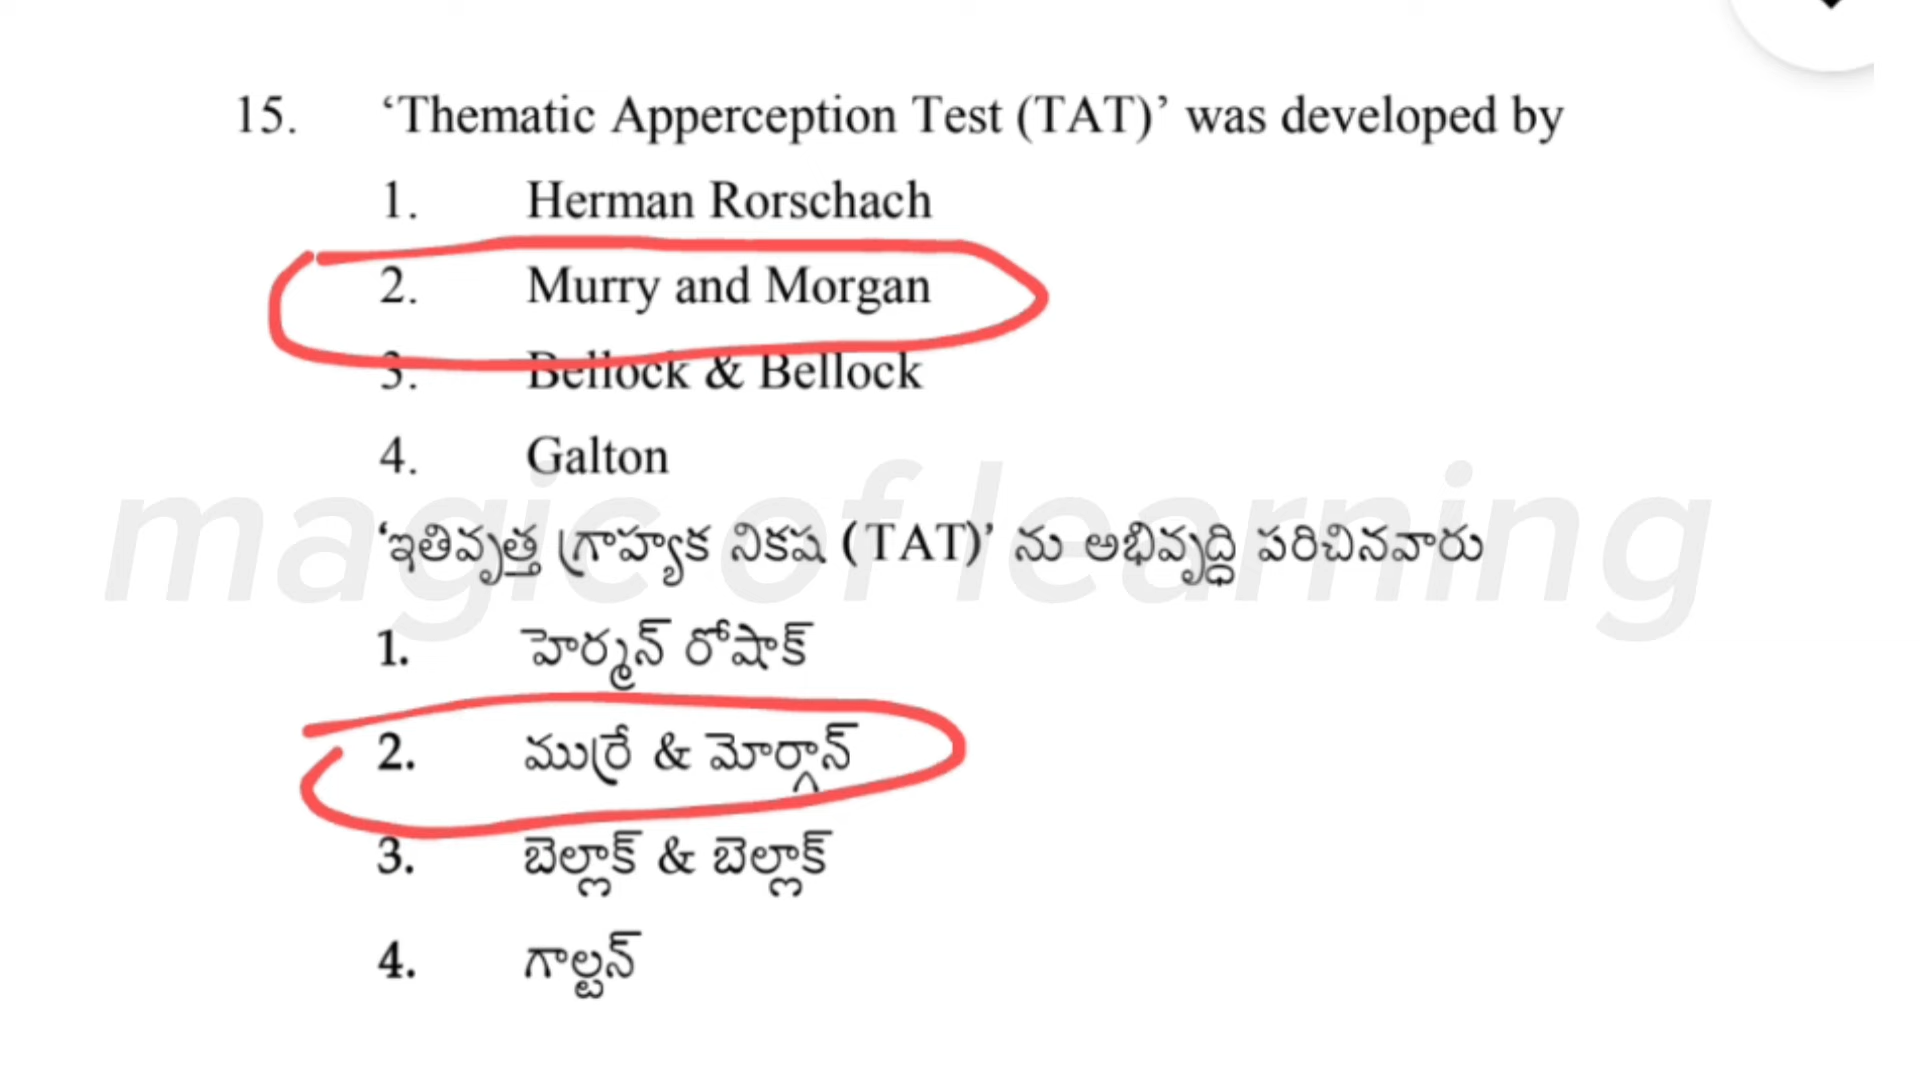 15. ‘Thematic Apperception Test (TAT)’ was developed by
1. Herman Rorschach
2. Murry and Morgan
3. Bellock & Bellock
4. Galton
magic of learning
‘ఇతివృత్త గ్రాహ్యక నికష (TAT)’ ను అభివృద్ధి పరిచినవారు
1. హెర్మన్ రోషాక్
2. ముర్రే & మోర్గాన్
3. బెల్లాక్ & బెల్లాక్
4. గాల్టన్